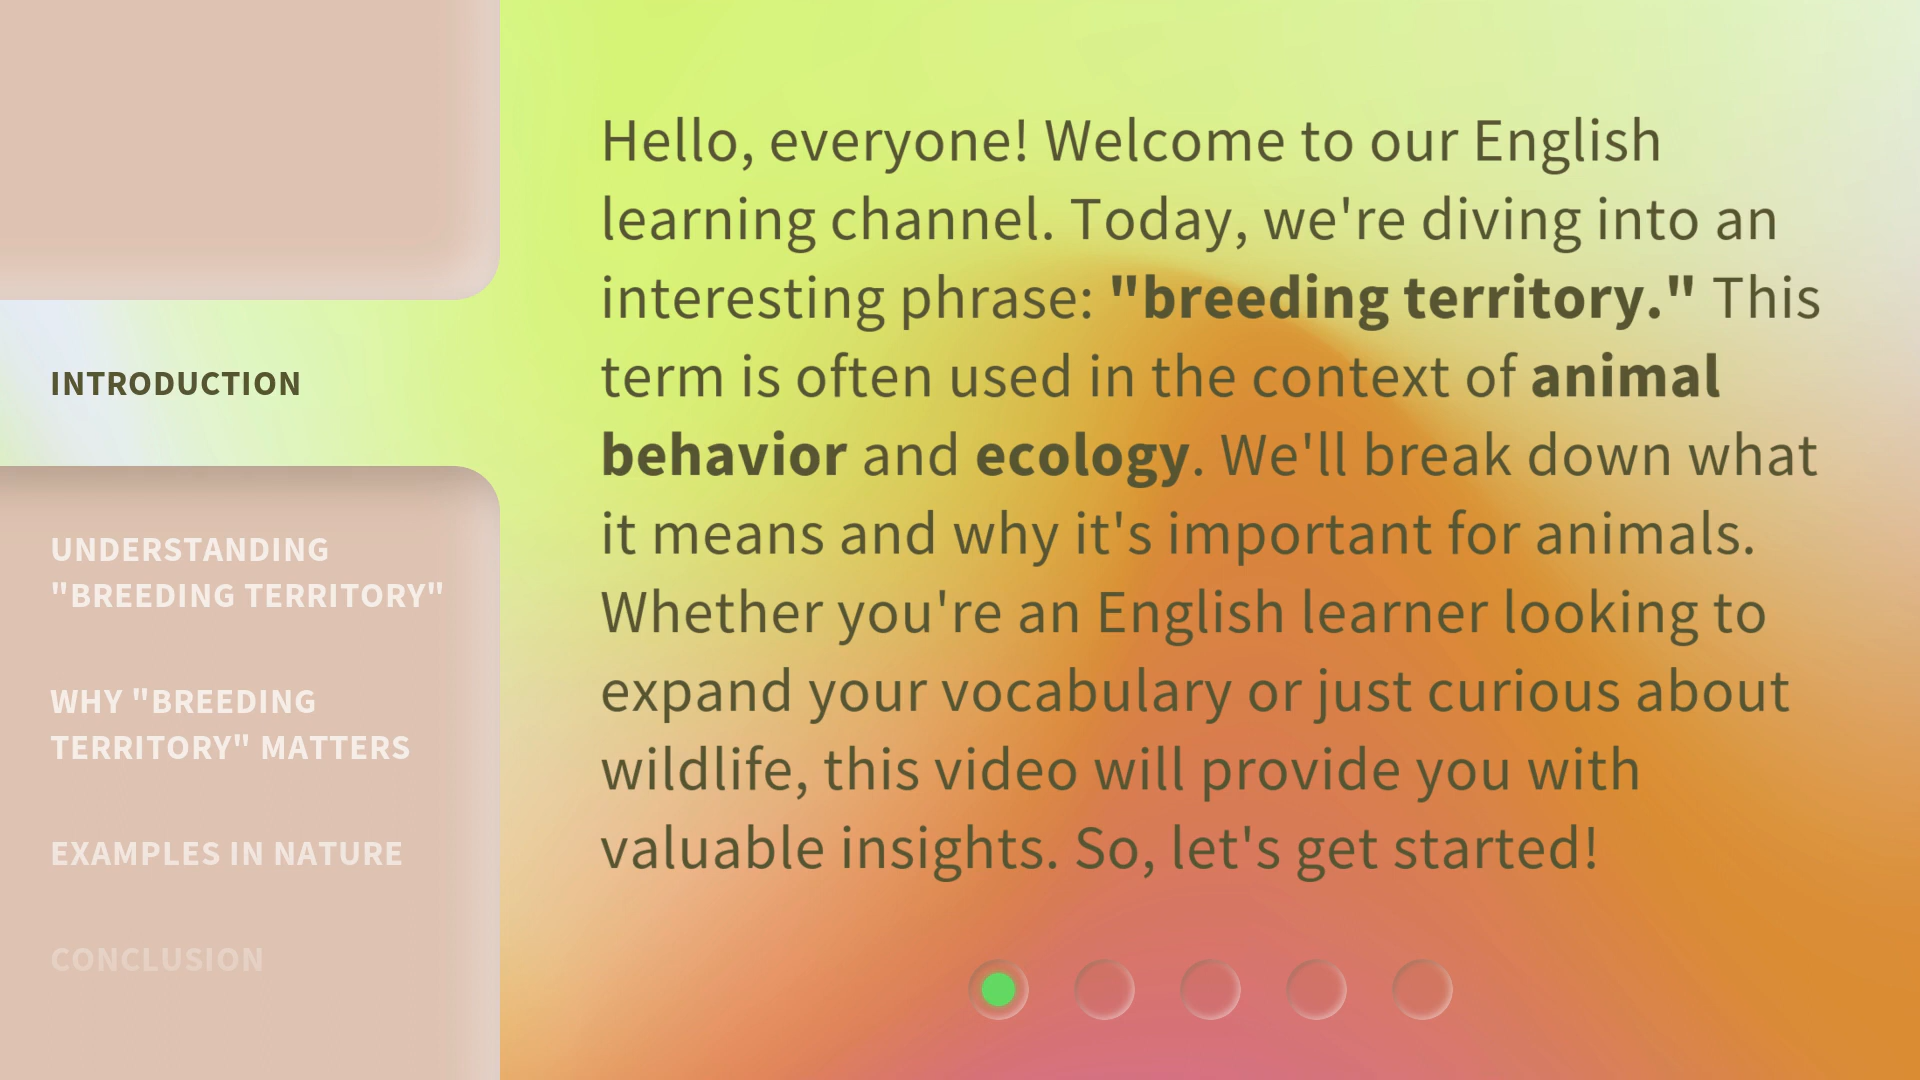 INTRODUCTION
UNDERSTANDING
"BREEDING TERRITORY"
WHY "BREEDING
TERRITORY" MATTERS
EXAMPLES IN NATURE
CONCLUSION
Hello, everyone! Welcome to our English
learning channel. Today, we're diving into an
interesting phrase: "breeding territory." This
term is often used in the context of animal
behavior and ecology. We'll break down what
it means and why it's important for animals.
Whether you're an English learner looking to
expand your vocabulary or just curious about
wildlife, this video will provide you with
valuable insights. So, let's get started!